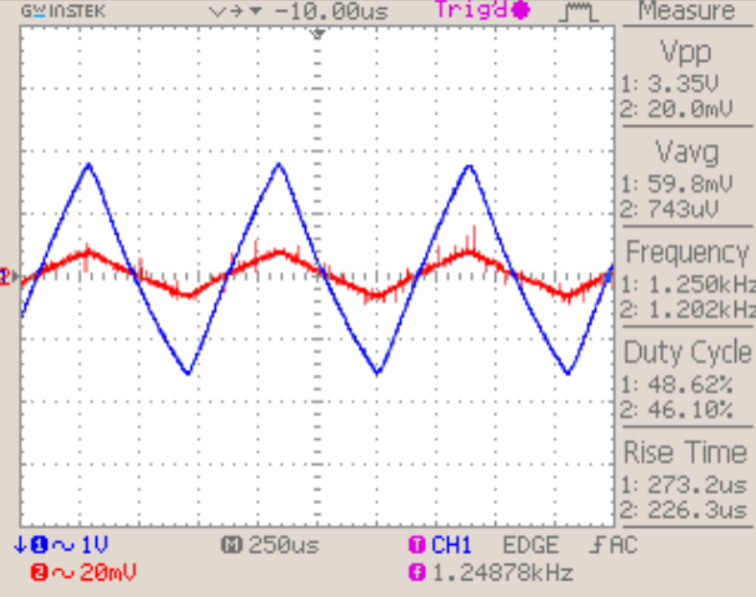 GW INSTEK -10.00us Trig'd Measure
Vpp
1: 3.35V
2: 20.0mV
Vavg
1: 59.8mV
2: 743uV
Frequency
1: 1.250kHz
2: 1.202kHz
Duty Cycle
1: 48.62%
2: 46.10%
Rise Time
1: 273.2us
2: 226.3us
2
1 1V M 250us T CH1 EDGE AC
2 20mV f 1.24878kHz